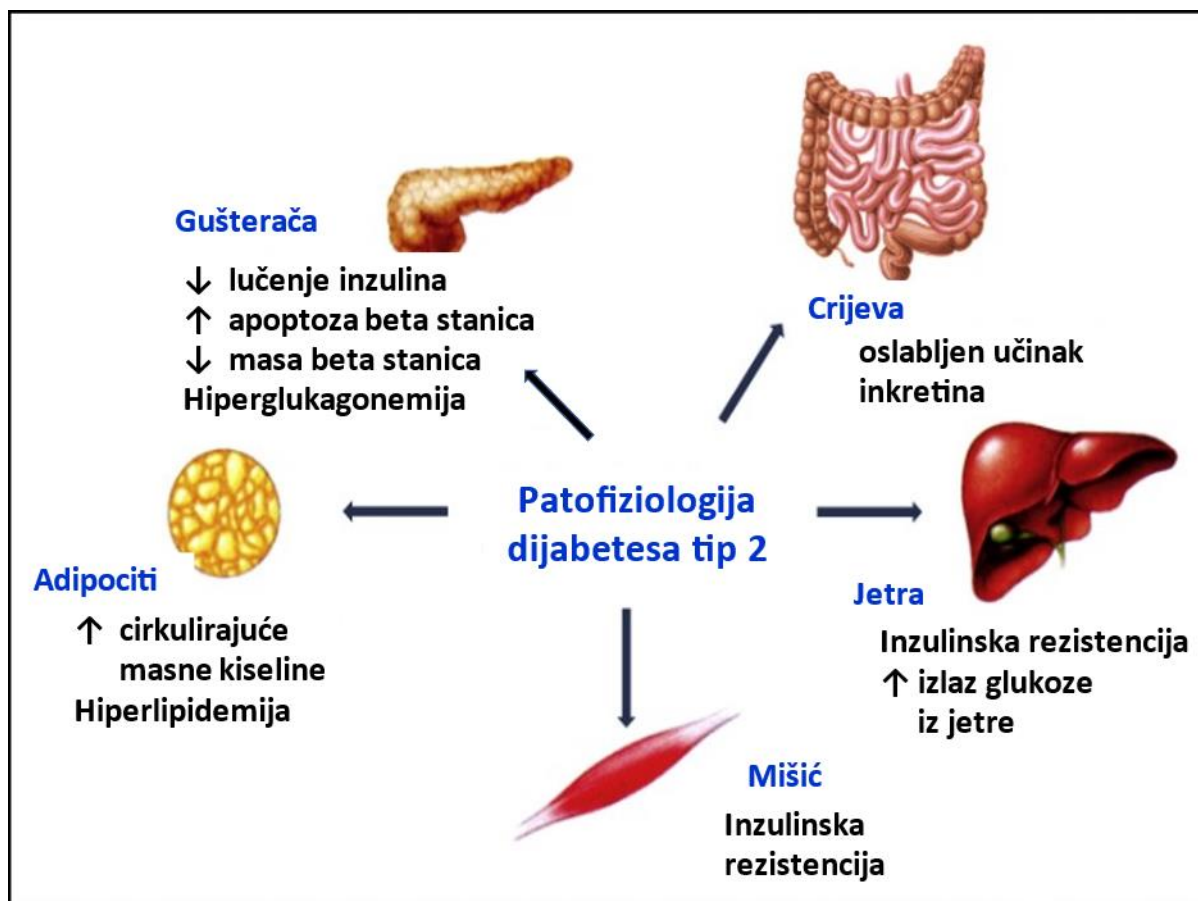 Gušterača
↓ lučenje inzulina
↑ apoptoza beta stanica
↓ masa beta stanica
Hiperglukagonemija
Crijeva
oslabljen učinak
inkretina
Patofiziologija
dijabetesa tip 2
Adipociti
↑ cirkulirajuće
masne kiseline
Hiperlipidemija
Jetra
Inzulinska rezistencija
↑ izlaz glukoze
iz jetre
Mišić
Inzulinska
rezistencija